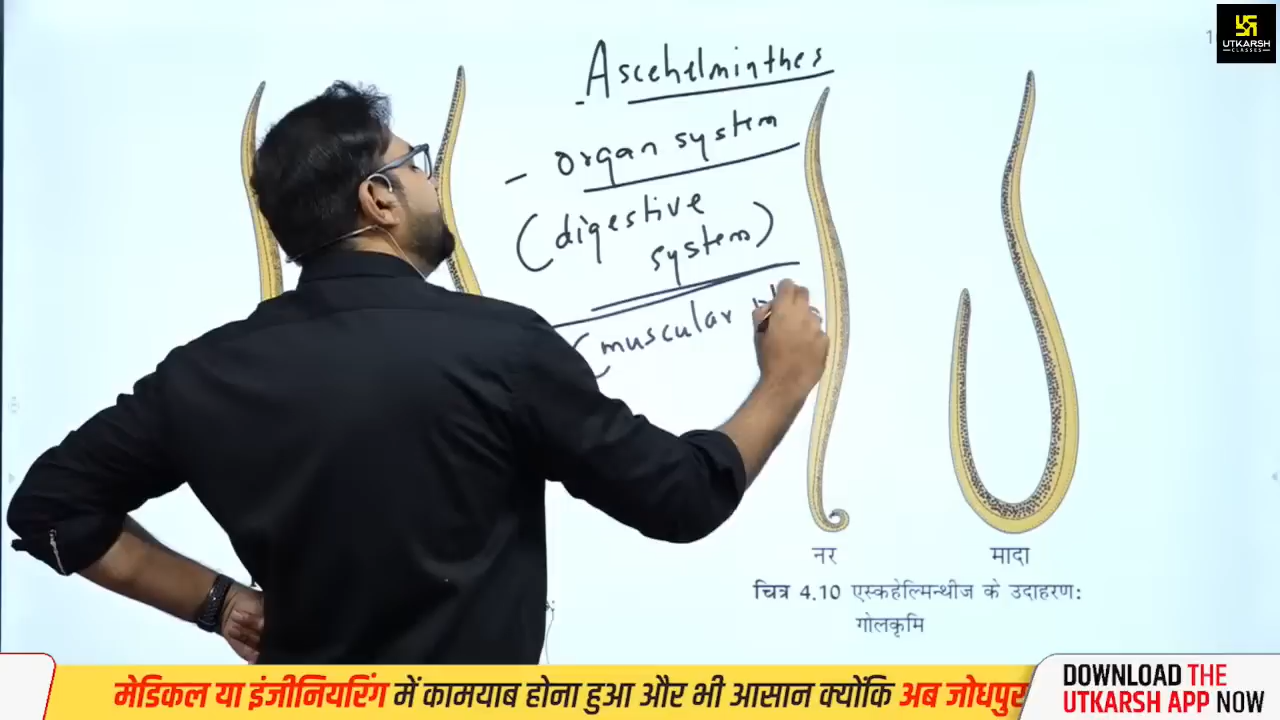 UTKARSH
CLASSES
Ascehelminthes
- organ system
(digestive
system)
(muscular
नर
मादा
चित्र 4.10 एस्कहेल्मिन्थीज के उदाहरण:
गोलकृमि
मेडिकल या इंजीनियरिंग में कामयाब होना हुआ और भी आसान क्योंकि अब जोधपुर
DOWNLOAD THE
UTKARSH APP NOW